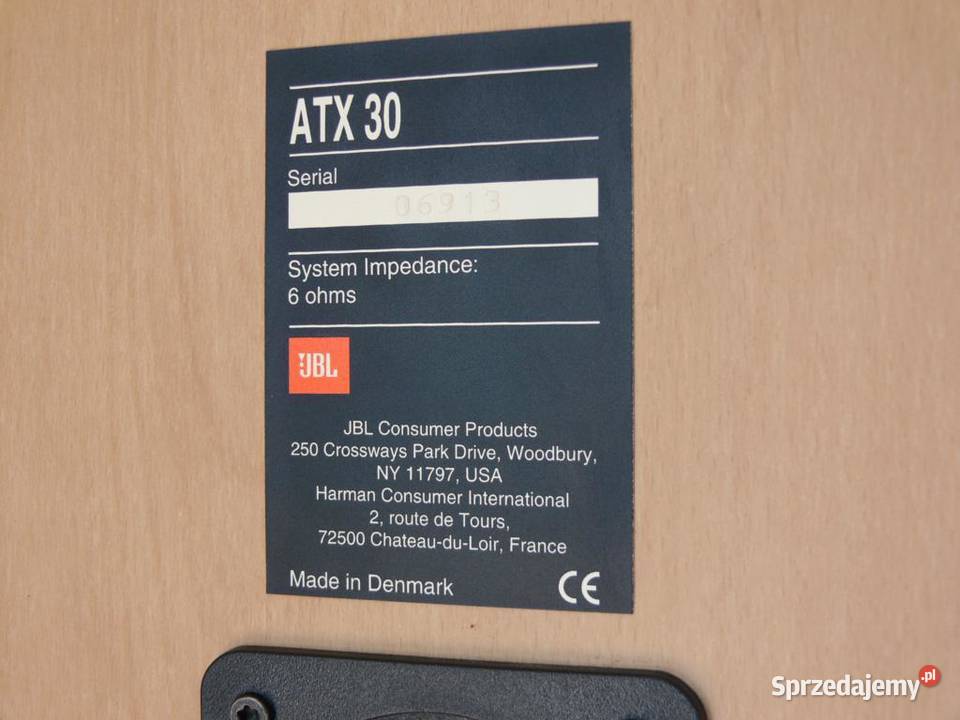 ATX 30
Serial
06913
System Impedance:
6 ohms
JBL
JBL Consumer Products
250 Crossways Park Drive, Woodbury,
NY 11797, USA
Harman Consumer International
2, route de Tours,
72500 Chateau-du-Loir, France
Made in Denmark CE
Sprzedajemy.pl